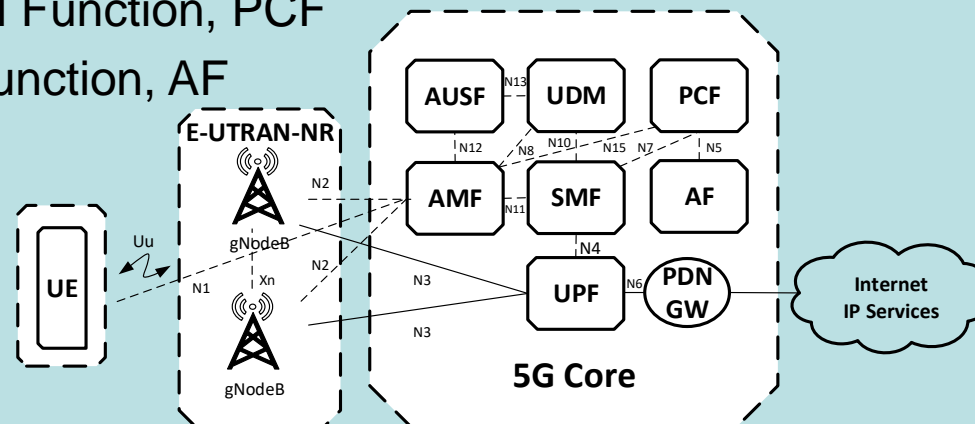 l Function, PCF
unction, AF
E-UTRAN-NR
UE
Uu
N1
N2
gNodeB
N2
Xn
gNodeB
N3
N3
AUSF
N13
UDM
PCF
N12
N8
N10
N15
N7
N5
AMF
N11
SMF
AF
N4
UPF
N6
PDN
GW
5G Core
Internet
IP Services